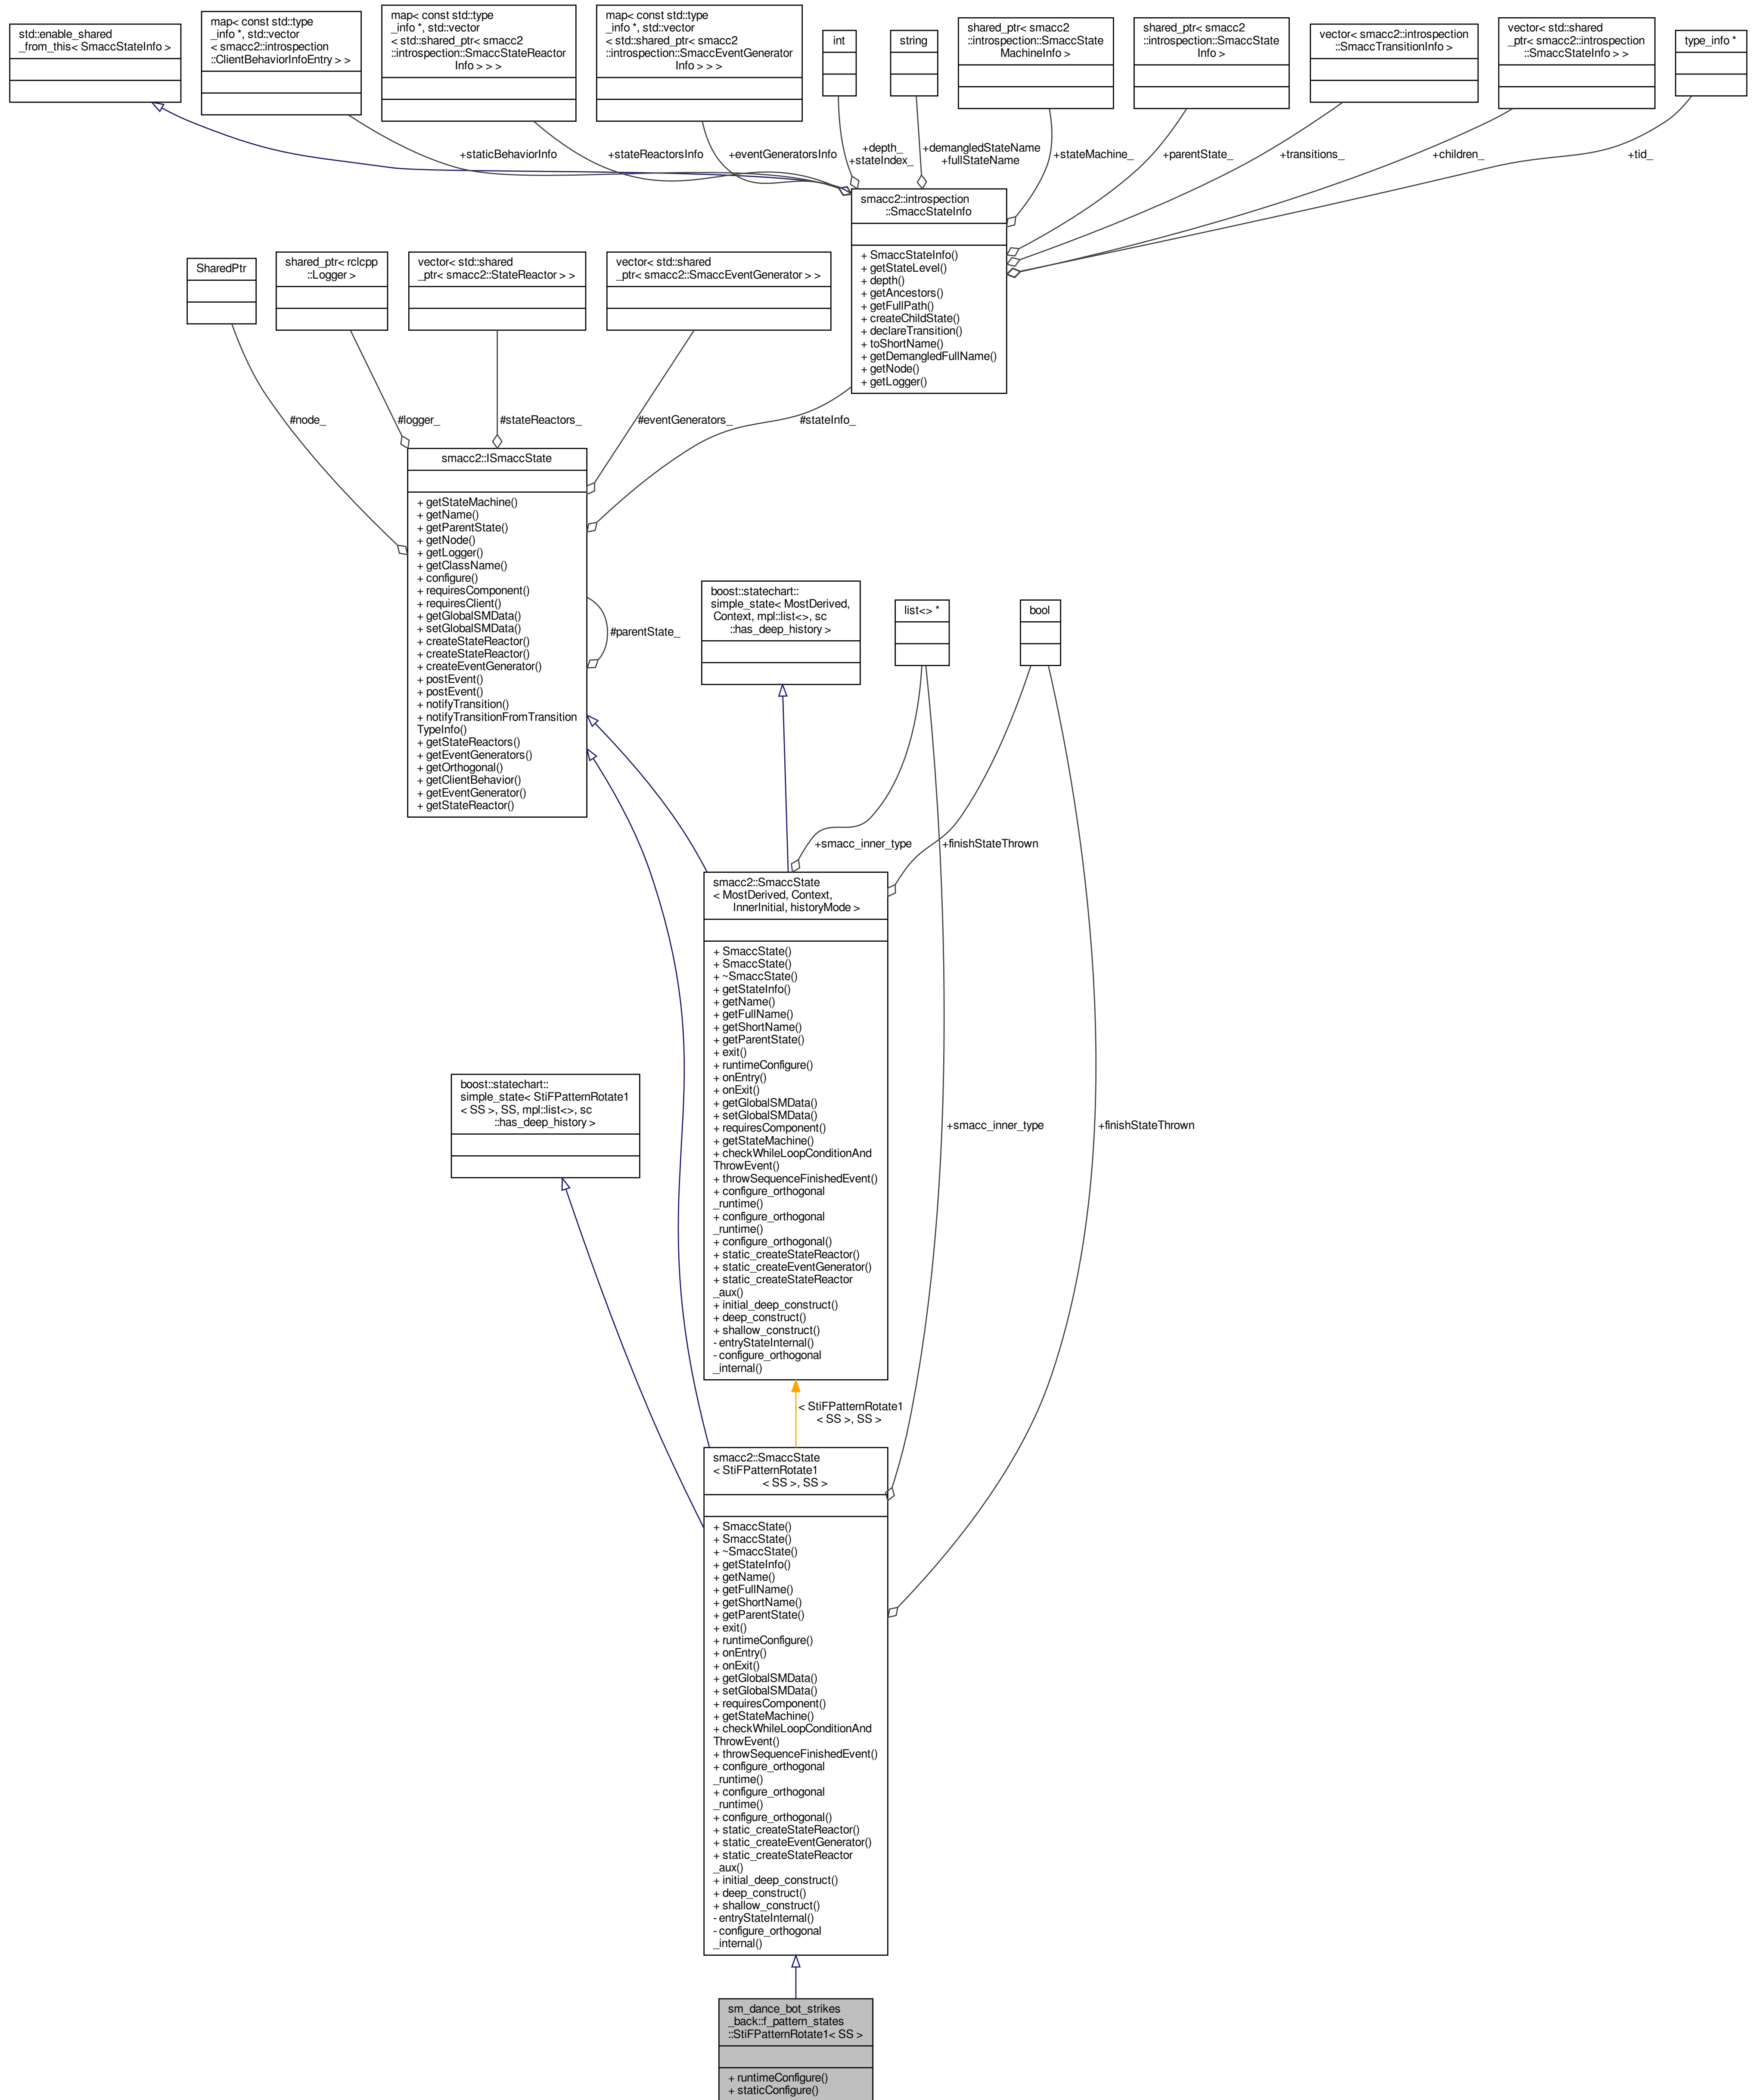 std::enable_shared
_from_this< SmaccStateInfo >
map< const std::type
_info *, std::vector
< smacc2::introspection
::ClientBehaviorInfoEntry > >
map< const std::type
_info *, std::vector
< std::shared_ptr< smacc2
::introspection::SmaccStateReactor
Info > > >
map< const std::type
_info *, std::vector
< std::shared_ptr< smacc2
::introspection::SmaccEventGenerator
Info > > >
int
string
shared_ptr< smacc2
::introspection::SmaccState
MachineInfo >
shared_ptr< smacc2
::introspection::SmaccState
Info >
vector< smacc2::introspection
::SmaccTransitionInfo >
vector< std::shared
_ptr< smacc2::introspection
::SmaccStateInfo > >
type_info *
+staticBehaviorInfo
+stateReactorsInfo
+eventGeneratorsInfo
+depth_
+stateIndex_
+demangledStateName
+fullStateName
+stateMachine_
+parentState_
+transitions_
+children_
+tid_
smacc2::introspection
::SmaccStateInfo
+ SmaccStateInfo()
+ getStateLevel()
+ depth()
+ getAncestors()
+ getFullPath()
+ createChildState()
+ declareTransition()
+ toShortName()
+ getDemangledFullName()
+ getNode()
+ getLogger()
SharedPtr
shared_ptr< rclcpp
::Logger >
vector< std::shared
_ptr< smacc2::StateReactor > >
vector< std::shared
_ptr< smacc2::SmaccEventGenerator > >
#node_
#logger_
#stateReactors_
#eventGenerators_
#stateInfo_
smacc2::ISmaccState
+ getStateMachine()
+ getName()
+ getParentState()
+ getNode()
+ getLogger()
+ getClassName()
+ configure()
+ requiresComponent()
+ requiresClient()
+ getGlobalSMData()
+ setGlobalSMData()
+ createStateReactor()
+ createStateReactor()
+ createEventGenerator()
+ postEvent()
+ postEvent()
+ notifyTransition()
+ notifyTransitionFromTransition
TypeInfo()
+ getStateReactors()
+ getEventGenerators()
+ getOrthogonal()
+ getClientBehavior()
+ getEventGenerator()
+ getStateReactor()
#parentState_
boost::statechart::
simple_state< MostDerived,
Context, mpl::list<>, sc
::has_deep_history >
list<> *
bool
+smacc_inner_type
+finishStateThrown
smacc2::SmaccState
< MostDerived, Context,
InnerInitial, historyMode >
+ SmaccState()
+ SmaccState()
+ ~SmaccState()
+ getStateInfo()
+ getName()
+ getFullName()
+ getShortName()
+ getParentState()
+ exit()
+ runtimeConfigure()
+ onEntry()
+ onExit()
+ getGlobalSMData()
+ setGlobalSMData()
+ requiresComponent()
+ getStateMachine()
+ checkWhileLoopConditionAnd
ThrowEvent()
+ throwSequenceFinishedEvent()
+ configure_orthogonal
_runtime()
+ configure_orthogonal
_runtime()
+ configure_orthogonal()
+ static_createStateReactor()
+ static_createEventGenerator()
+ static_createStateReactor
_aux()
+ initial_deep_construct()
+ deep_construct()
+ shallow_construct()
- entryStateInternal()
- configure_orthogonal
_internal()
boost::statechart::
simple_state< StiFPatternRotate1
< SS >, SS, mpl::list<>, sc
::has_deep_history >
+smacc_inner_type
+finishStateThrown
< StiFPatternRotate1
< SS >, SS >
smacc2::SmaccState
< StiFPatternRotate1
< SS >, SS >
+ SmaccState()
+ SmaccState()
+ ~SmaccState()
+ getStateInfo()
+ getName()
+ getFullName()
+ getShortName()
+ getParentState()
+ exit()
+ runtimeConfigure()
+ onEntry()
+ onExit()
+ getGlobalSMData()
+ setGlobalSMData()
+ requiresComponent()
+ getStateMachine()
+ checkWhileLoopConditionAnd
ThrowEvent()
+ throwSequenceFinishedEvent()
+ configure_orthogonal
_runtime()
+ configure_orthogonal
_runtime()
+ configure_orthogonal()
+ static_createStateReactor()
+ static_createEventGenerator()
+ static_createStateReactor
_aux()
+ initial_deep_construct()
+ deep_construct()
+ shallow_construct()
- entryStateInternal()
- configure_orthogonal
_internal()
sm_dance_bot_strikes
_back::f_pattern_states
::StiFPatternRotate1< SS >
+ runtimeConfigure()
+ staticConfigure()